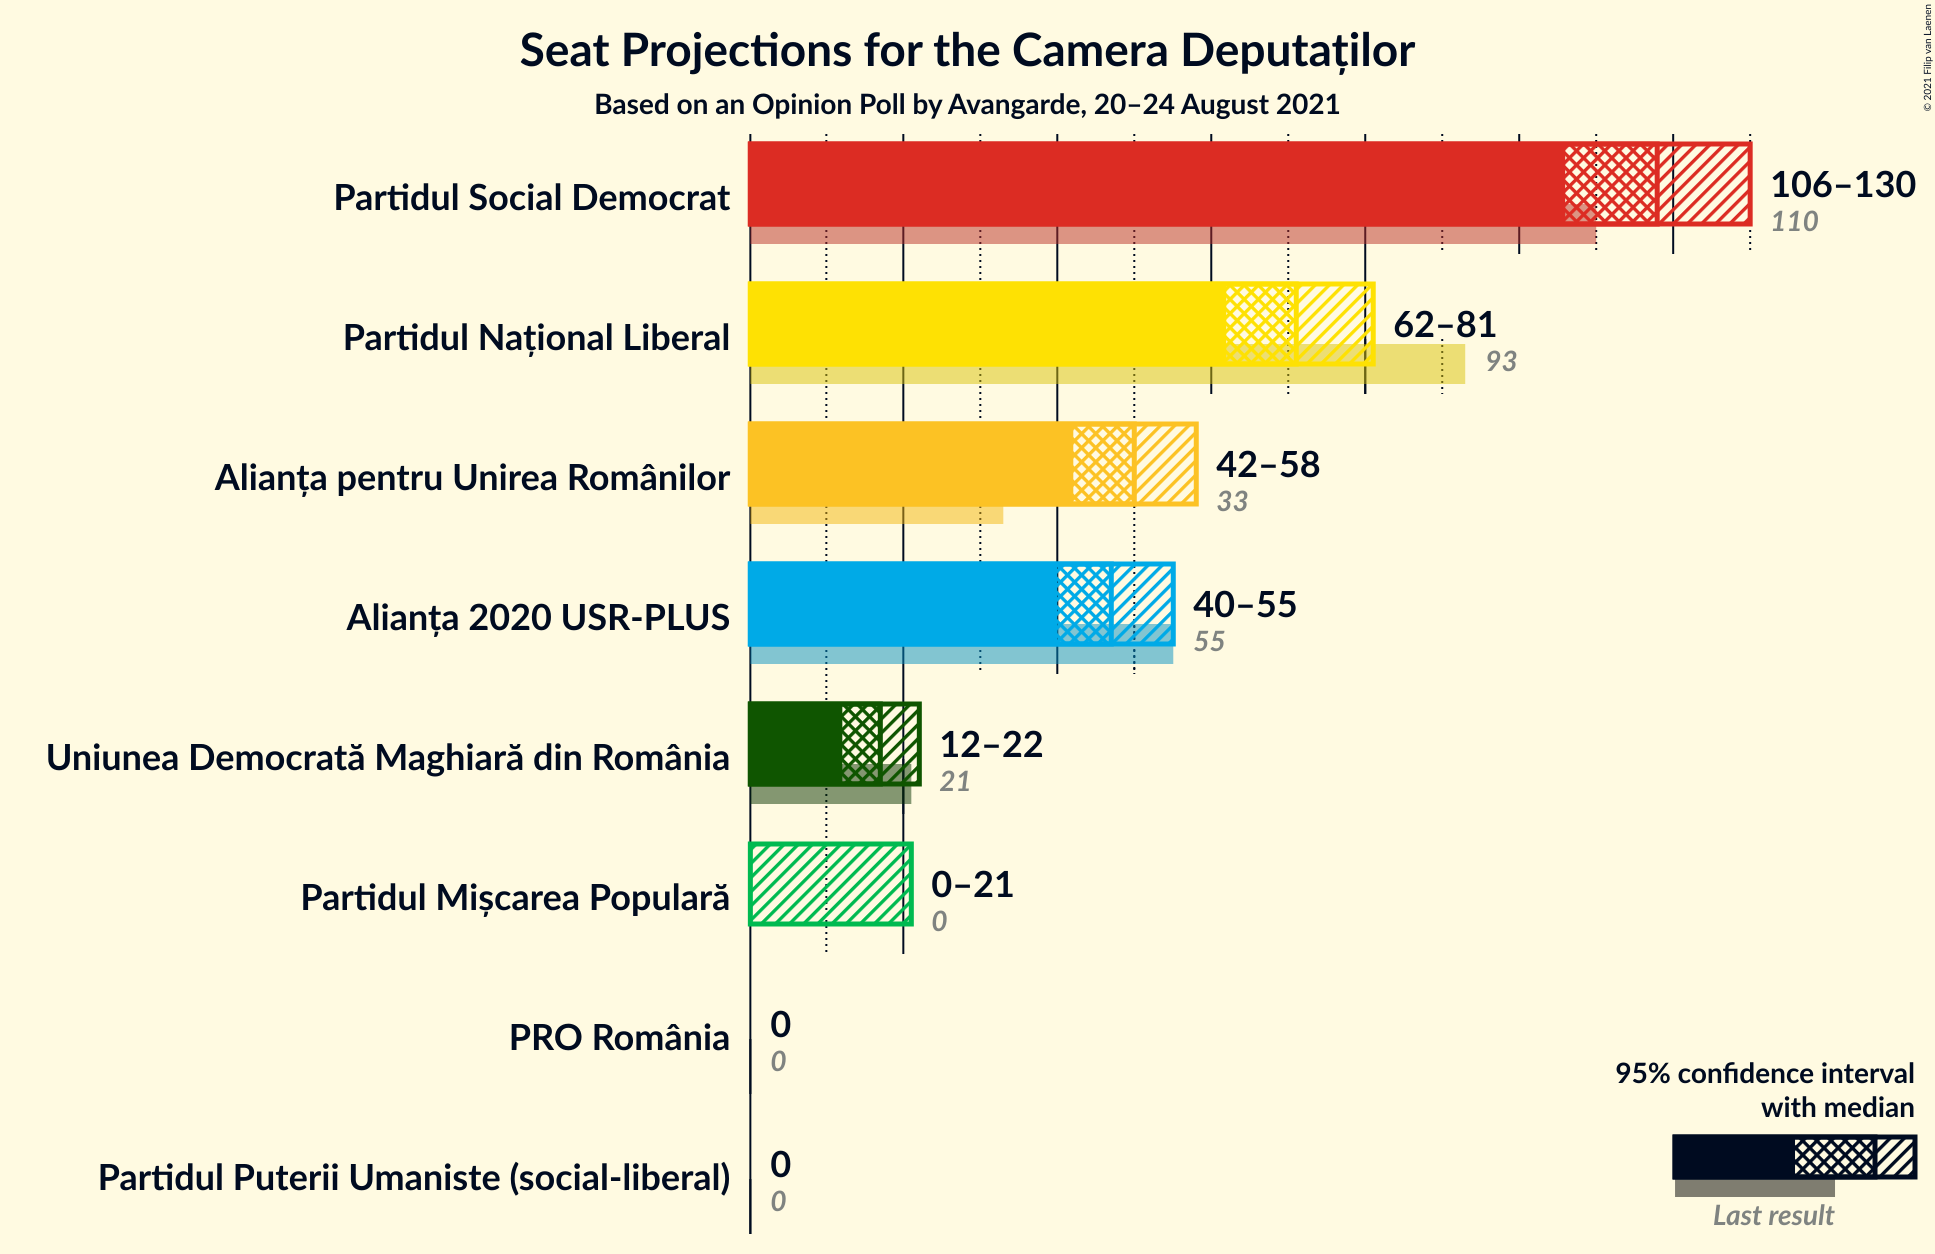 Seat Projections for the Camera Deputaților
Based on an Opinion Poll by Avangarde, 20–24 August 2021
© 2021 Filip van Laenen
Partidul Social Democrat
106–130
110
Partidul Național Liberal
62–81
93
Alianța pentru Unirea Românilor
42–58
33
Alianța 2020 USR-PLUS
40–55
55
Uniunea Democrată Maghiară din România
12–22
21
Partidul Mișcarea Populară
0–21
0
PRO România
0
0
Partidul Puterii Umaniste (social-liberal)
0
0
95% confidence interval
with median
Last result